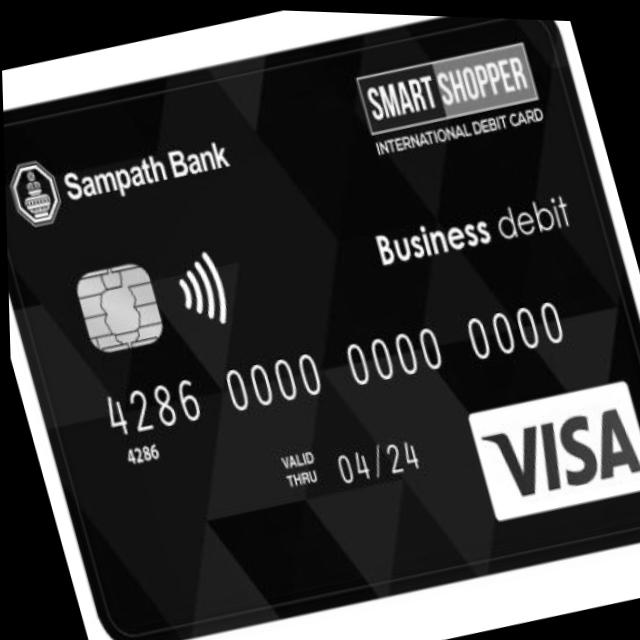 SMART SHOPPER
INTERNATIONAL DEBIT CARD
Sampath Bank
Business debit
4286 0000 0000 0000
4286
VALID THRU 04/24
VISA